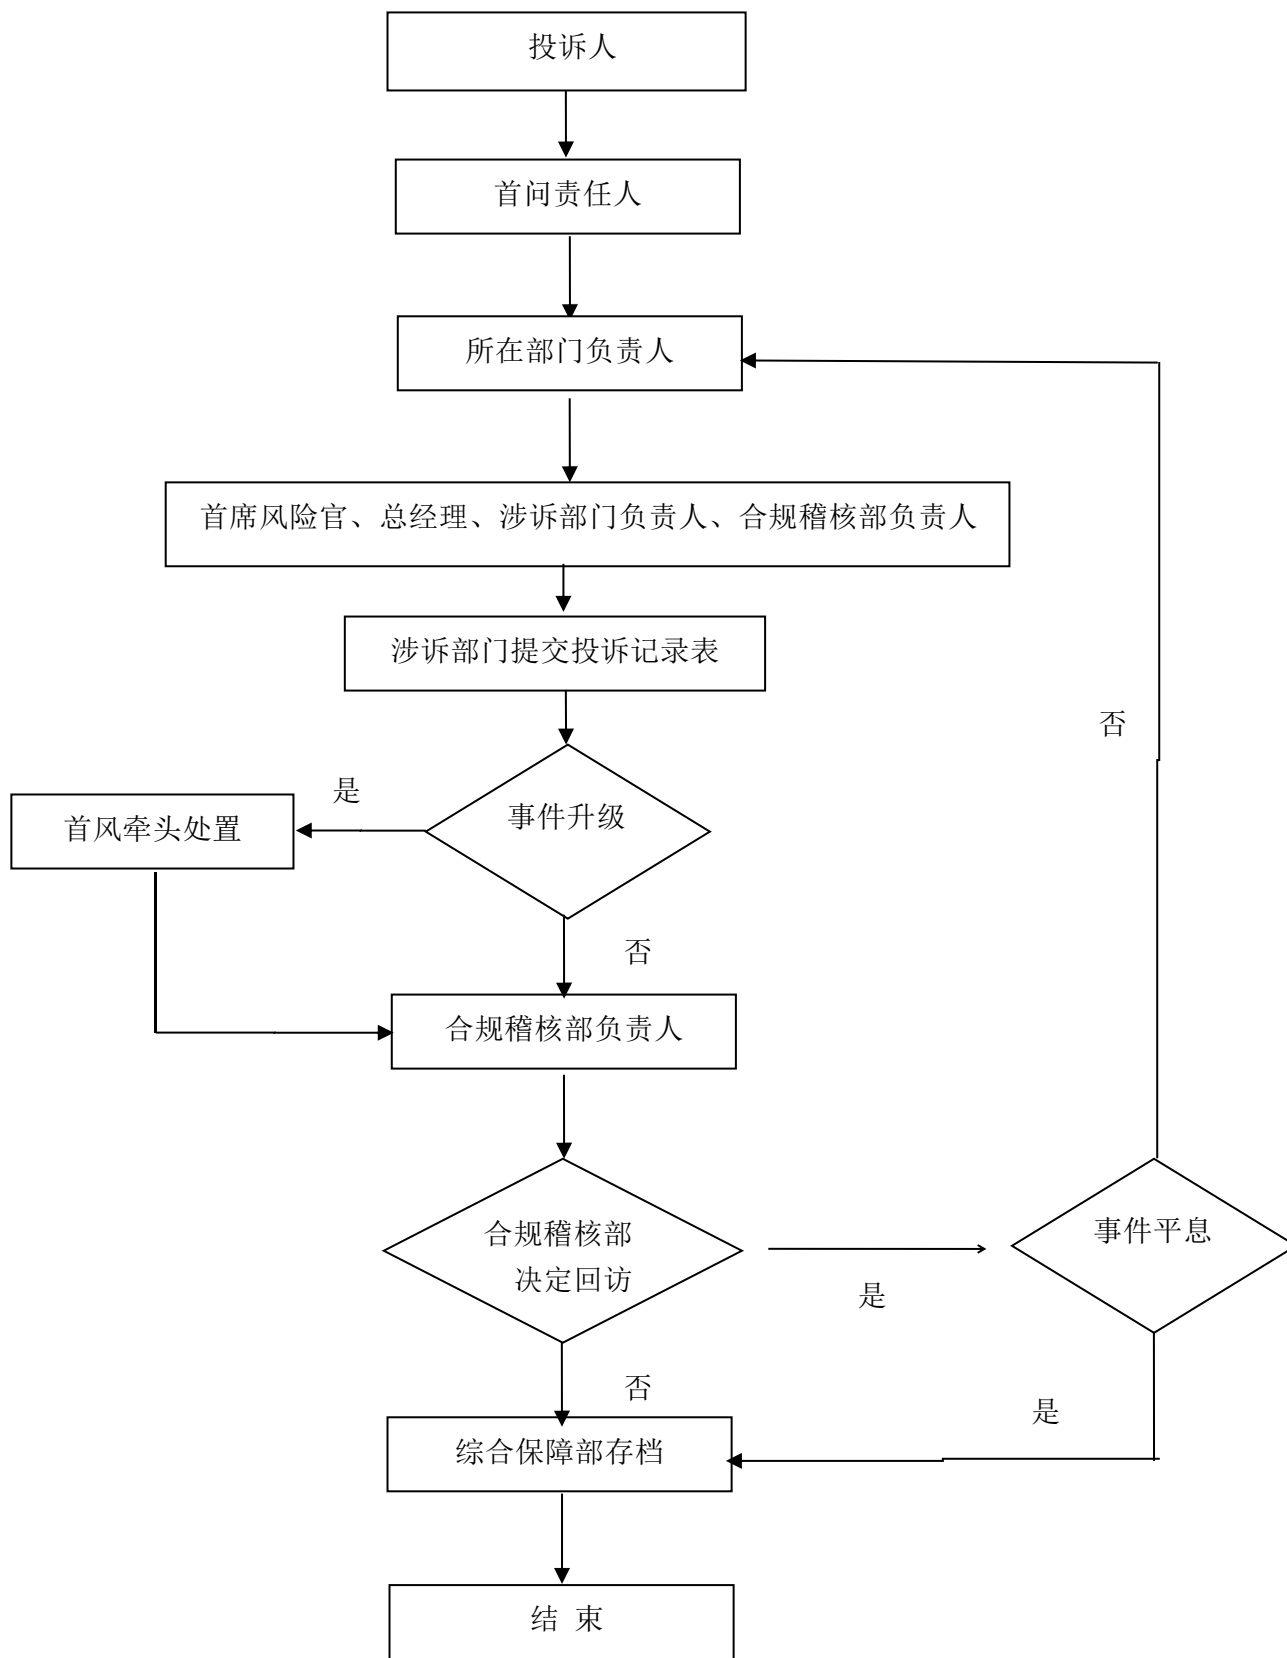 投诉人
首问责任人
所在部门负责人
首席风险官、总经理、涉诉部门负责人、合规稽核部负责人
涉诉部门提交投诉记录表
否
是
事件升级
首风牵头处置
否
合规稽核部负责人
合规稽核部
决定回访
事件平息
是
否
是
综合保障部存档
结 束